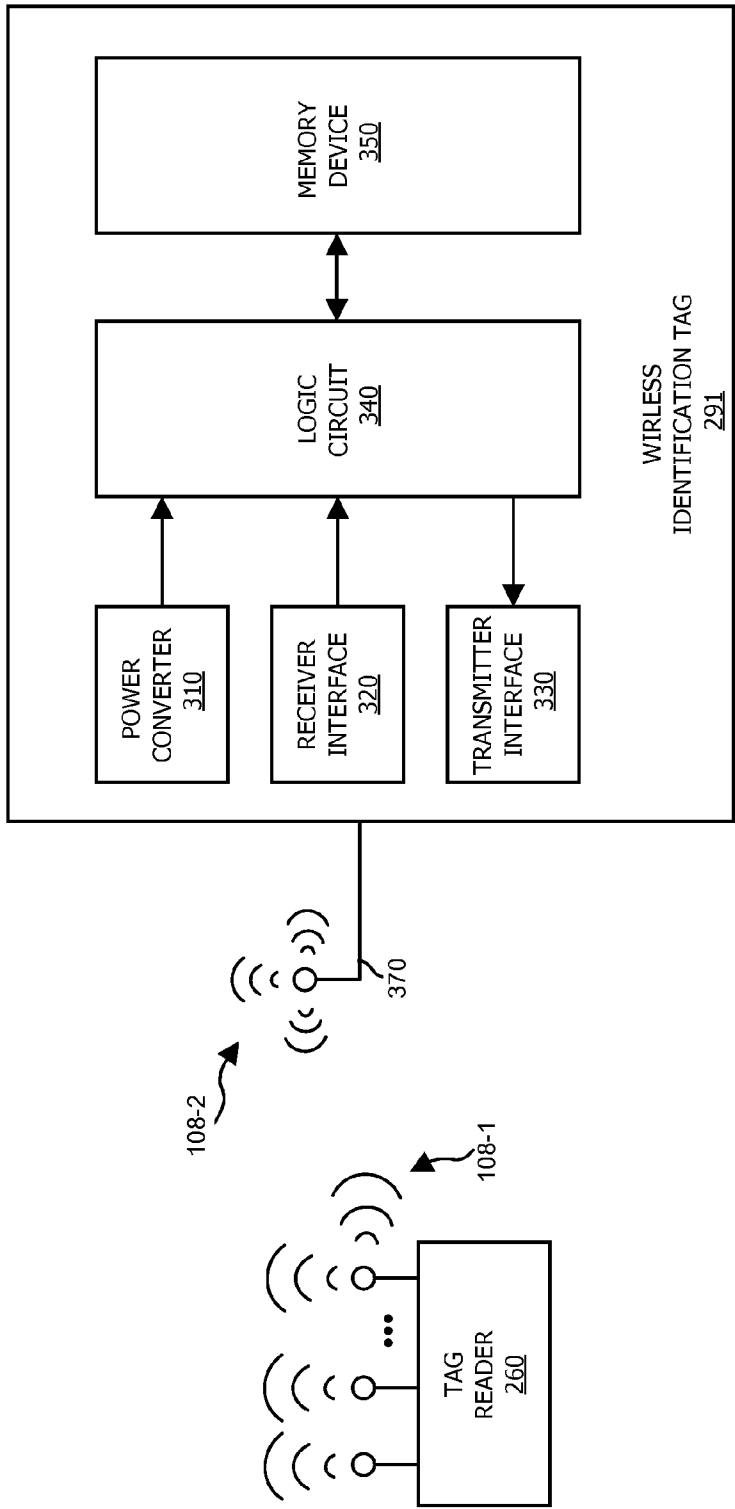 108-2
370
108-1
TAG
READER
260
POWER
CONVERTER
310
RECEIVER
INTERFACE
320
TRANSMITTER
INTERFACE
330
LOGIC
CIRCUIT
340
MEMORY
DEVICE
350
WIRLESS
IDENTIFICATION TAG
291